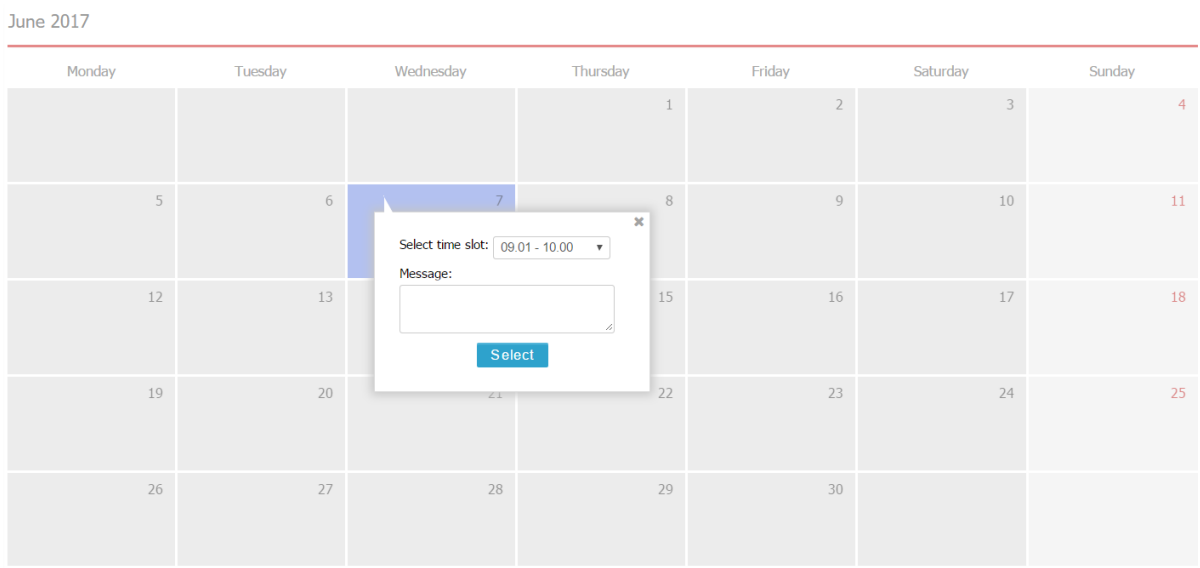 June 2017
Monday Tuesday Wednesday Thursday Friday Saturday Sunday
1 2 3 4
5 6 7 8 9 10 11
Select time slot: 09.01 - 10.00
Message:
12 13 15 16 17 18
Select
19 20 21 22 23 24 25
26 27 28 29 30